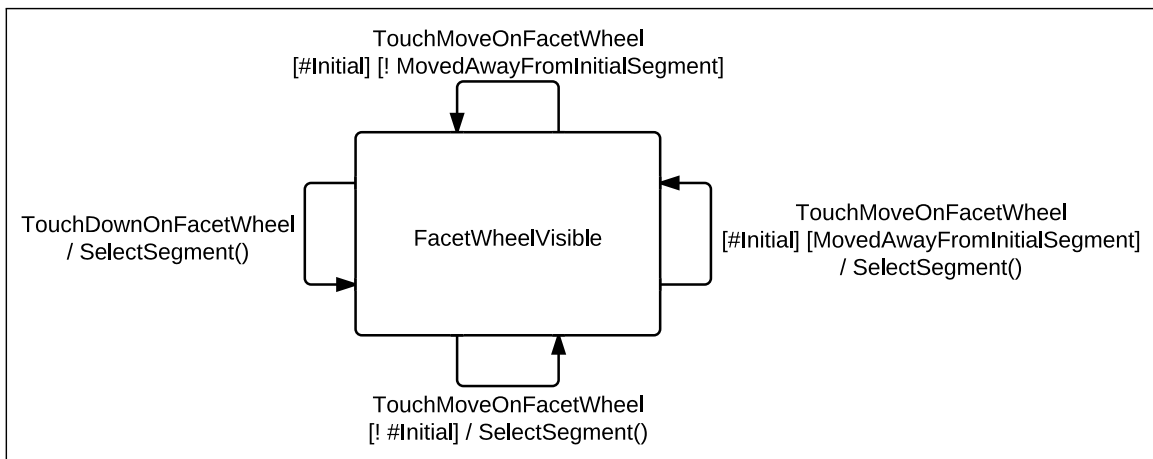 TouchMoveOnFacetWheel
[#Initial] [! MovedAwayFromInitialSegment]
TouchDownOnFacetWheel
/ SelectSegment()
FacetWheelVisible
TouchMoveOnFacetWheel
[#Initial] [MovedAwayFromInitialSegment]
/ SelectSegment()
TouchMoveOnFacetWheel
[! #Initial] / SelectSegment()